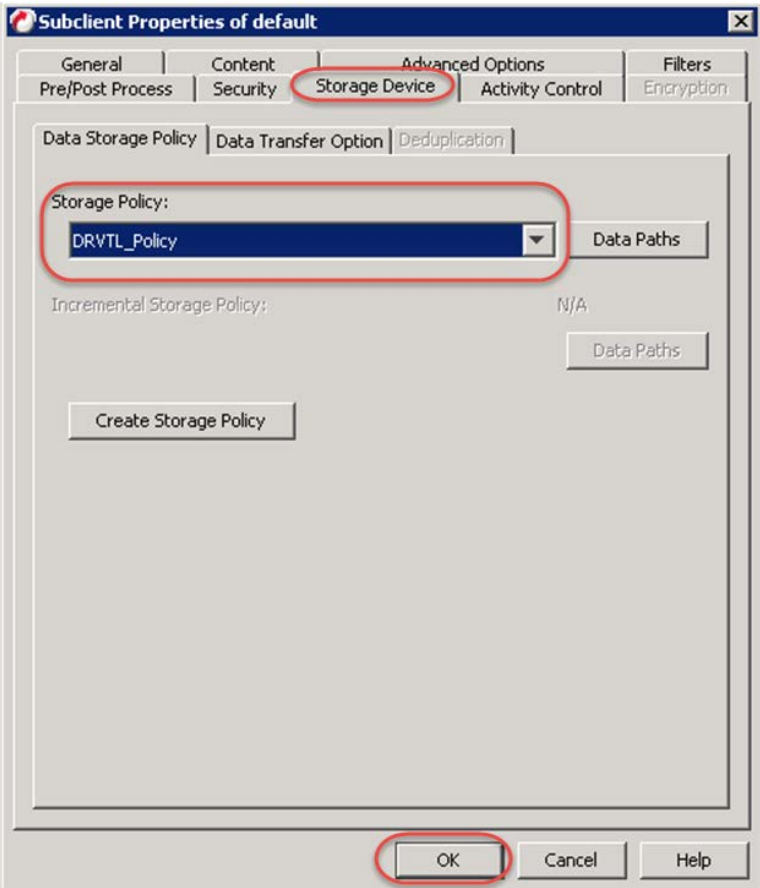 Subclient Properties of default
General Content Advanced Options Filters
Pre/Post Process Security Storage Device Activity Control Encryption
Data Storage Policy Data Transfer Option Deduplication
Storage Policy:
DRVTL_Policy Data Paths
Incremental Storage Policy: N/A
Data Paths
Create Storage Policy
OK Cancel Help